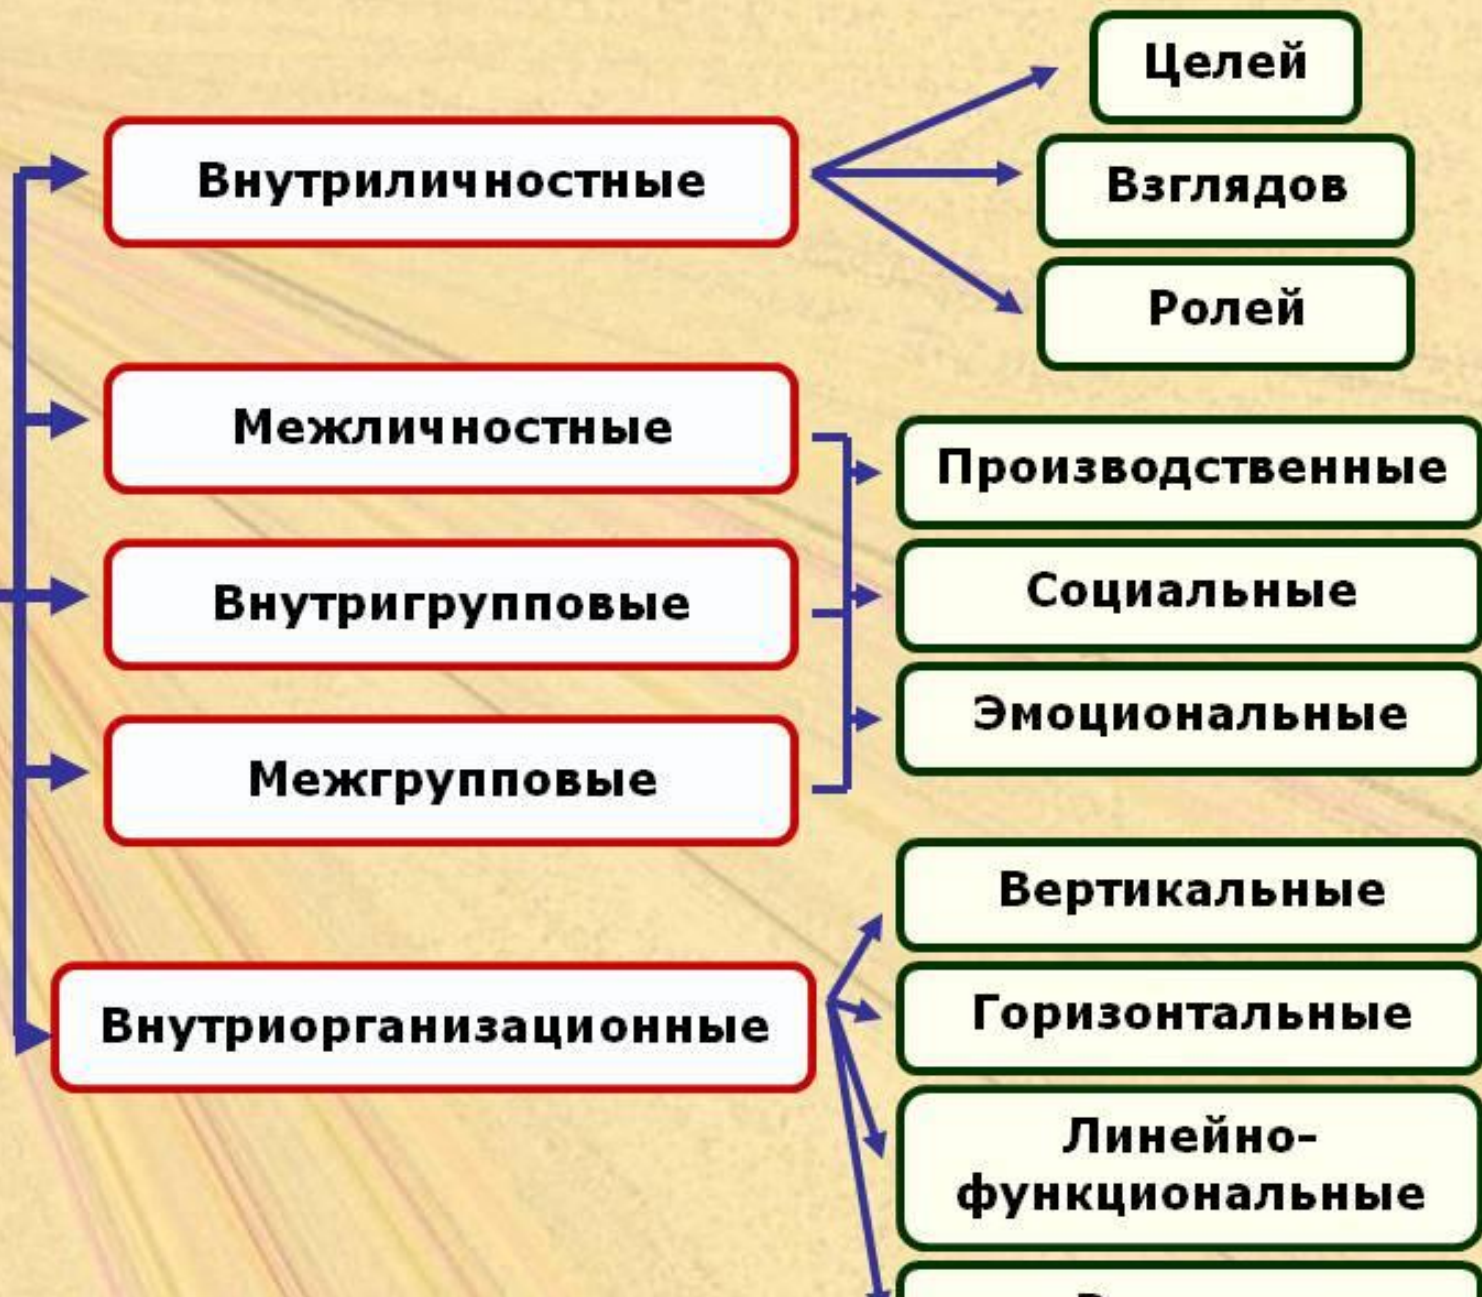 Целей
Внутриличностные
Взглядов
Ролей
Межличностные
Производственные
Внутригрупповые
Социальные
Эмоциональные
Межгрупповые
Вертикальные
Внутриорганизационные
Горизонтальные
Линейно-
функциональные